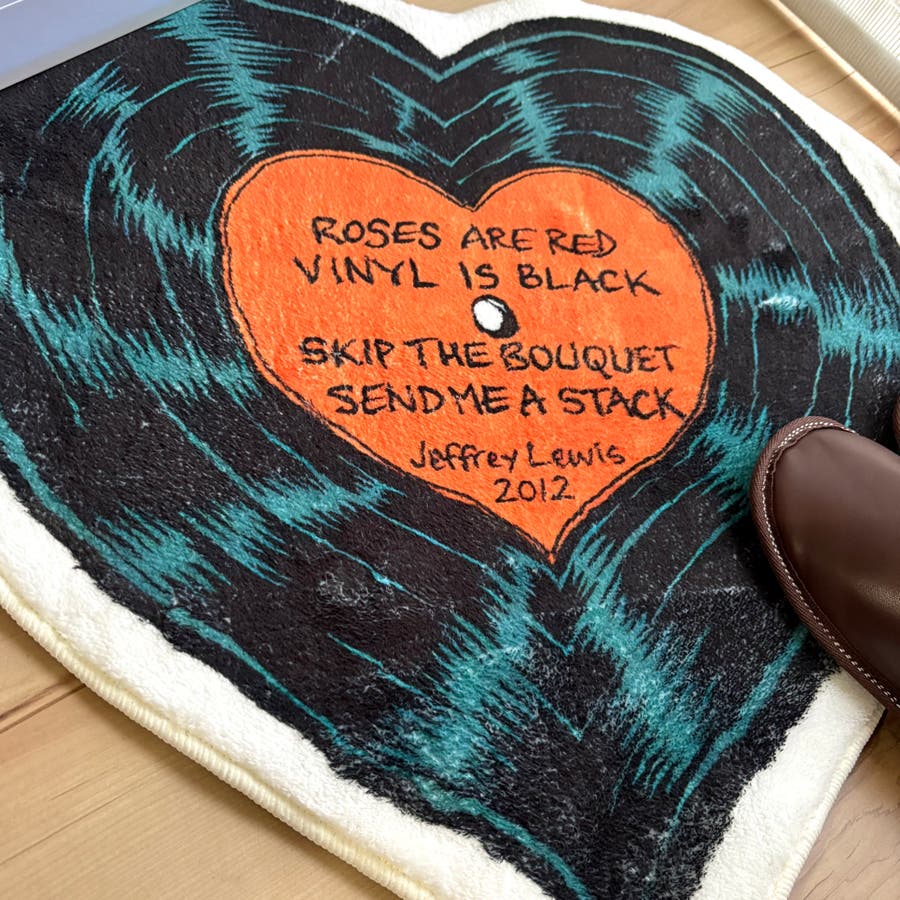 ROSES ARE RED
VINYL IS BLACK
SKIP THE BOUQUET
SEND ME A STACK
Jeffrey Lewis
2012